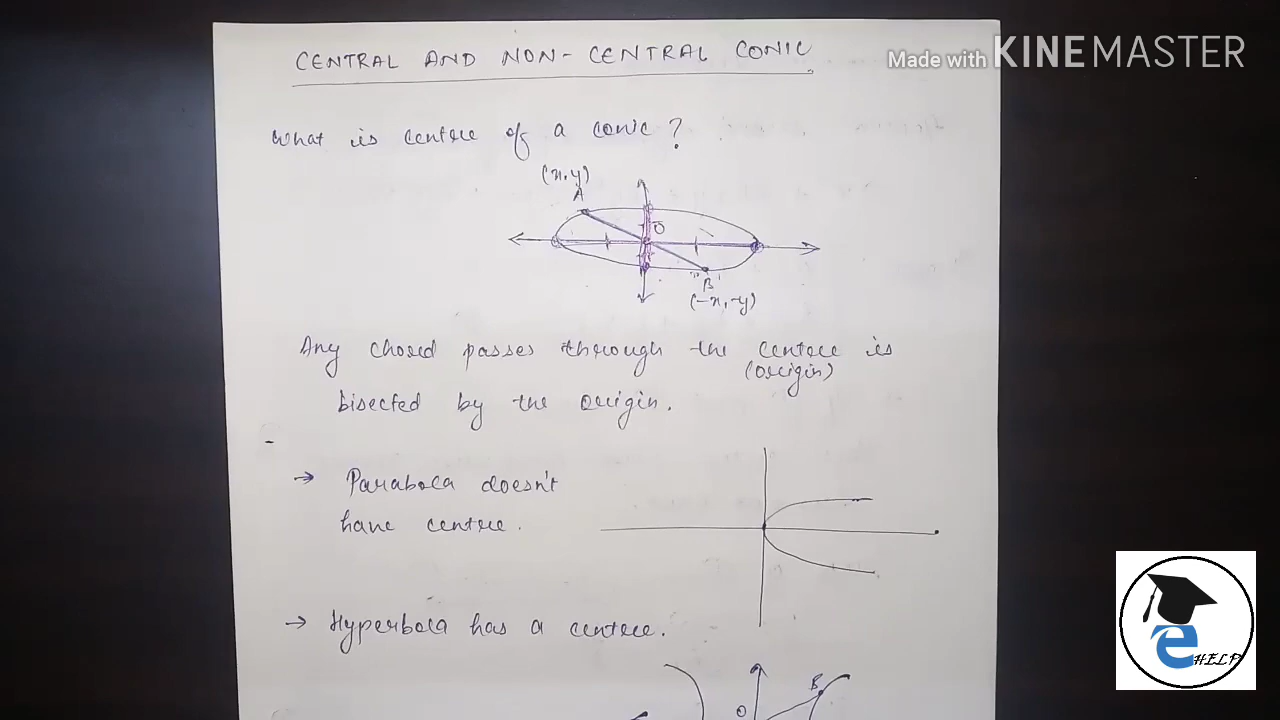 CENTRAL AND NON-CENTRAL CONIC
Made with KINEMASTER
What is centre of a conic?
(x,y)
A
O
B
(-x,-y)
Any chord passes through the centre is
(origin)
bisected by the origin.
→ Parabola doesn't
have centre.
→ Hyperbola has a centre.
B
O
e HELP